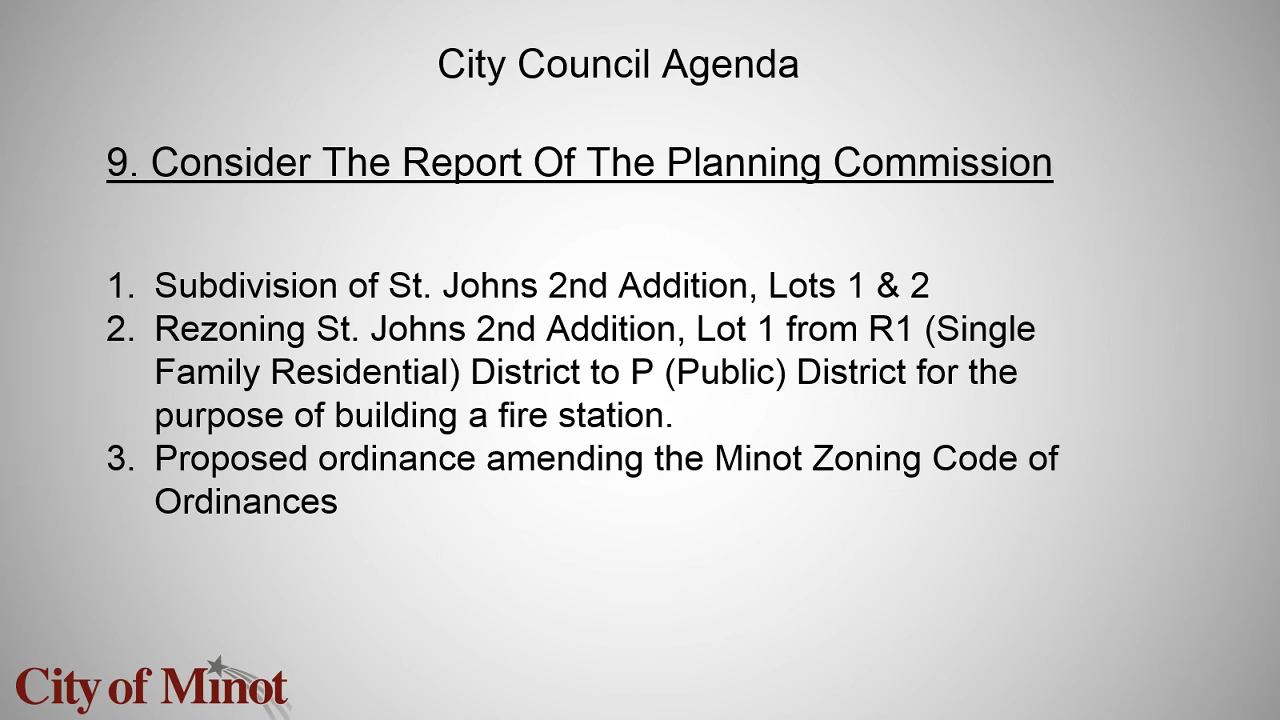 City Council Agenda
9. Consider The Report Of The Planning Commission
1. Subdivision of St. Johns 2nd Addition, Lots 1 & 2
2. Rezoning St. Johns 2nd Addition, Lot 1 from R1 (Single
Family Residential) District to P (Public) District for the
purpose of building a fire station.
3. Proposed ordinance amending the Minot Zoning Code of
Ordinances
City of Minot